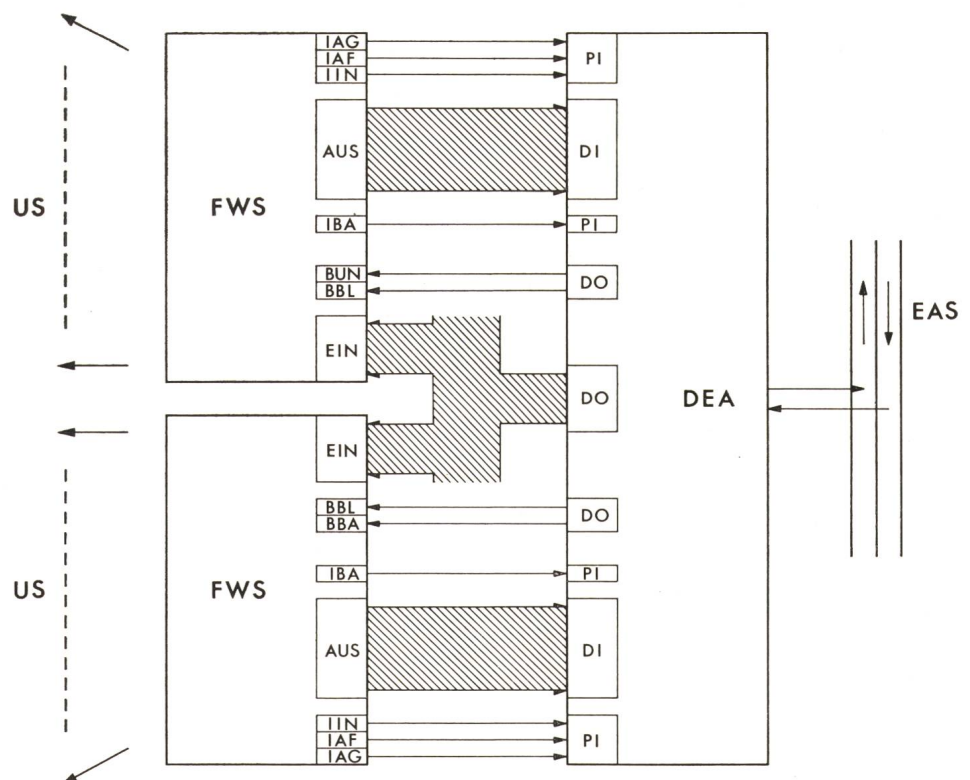 IAG
IAF
IIN
PI
AUS
DI
US
FWS
IBA
PI
BUN
BBL
DO
EAS
EIN
DO
DEA
EIN
BBL
BBA
DO
US
FWS
IBA
PI
AUS
DI
IIN
IAF
IAG
PI